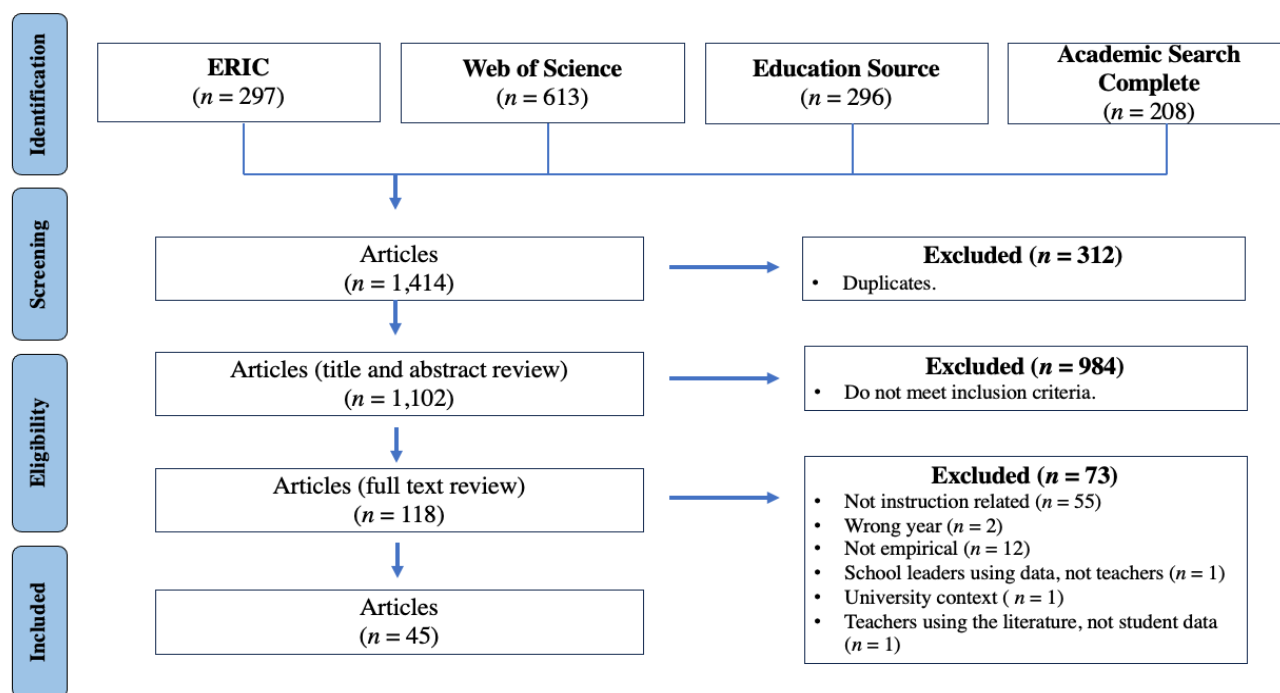 Identification
ERIC
(n = 297)
Web of Science
(n = 613)
Education Source
(n = 296)
Academic Search
Complete
(n = 208)
Screening
Articles
(n = 1,414)
Excluded (n = 312)
• Duplicates.
Eligibility
Articles (title and abstract review)
(n = 1,102)
Excluded (n = 984)
• Do not meet inclusion criteria.
Articles (full text review)
(n = 118)
Excluded (n = 73)
• Not instruction related (n = 55)
• Wrong year (n = 2)
• Not empirical (n = 12)
• School leaders using data, not teachers (n = 1)
• University context ( n = 1)
• Teachers using the literature, not student data
(n = 1)
Included
Articles
(n = 45)